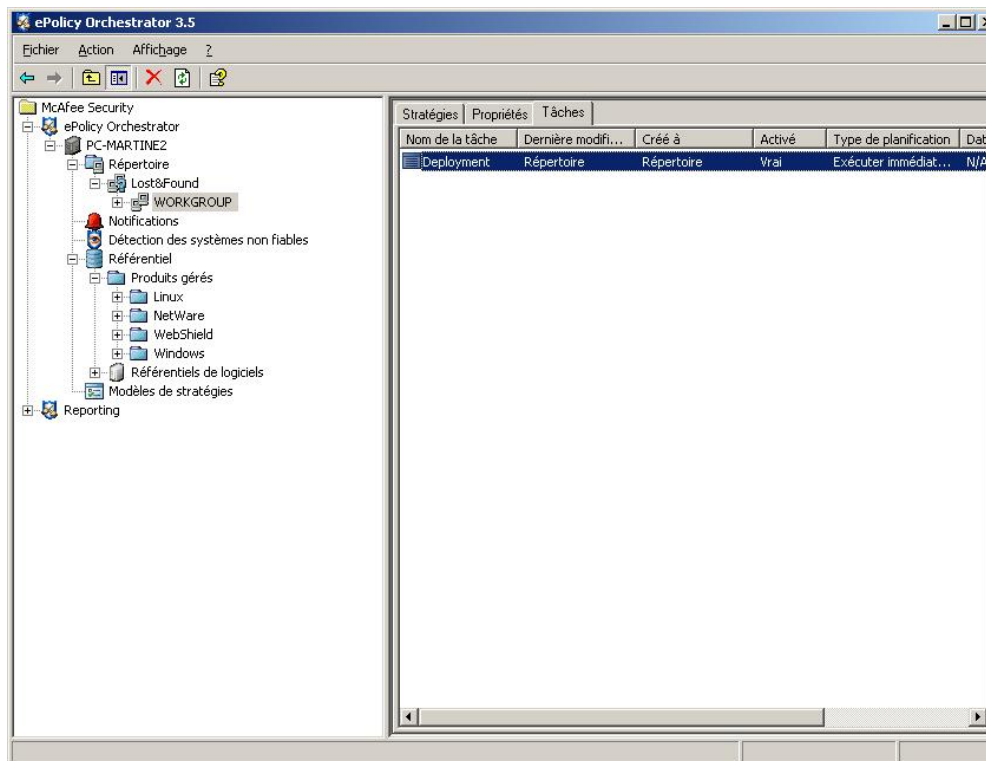 ePolicy Orchestrator 3.5
Fichier Action Affichage ?
McAfee Security
ePolicy Orchestrator
PC-MARTINE2
Répertoire
Lost&Found
WORKGROUP
Notifications
Détection des systèmes non fiables
Référentiel
Produits gérés
Linux
NetWare
WebShield
Windows
Référentiels de logiciels
Modèles de stratégies
Reporting
Stratégies Propriétés Tâches
Nom de la tâche Dernière modifi... Créé à Activé Type de planification Dat
Deployment Répertoire Répertoire Vrai Exécuter immédiat... N/A